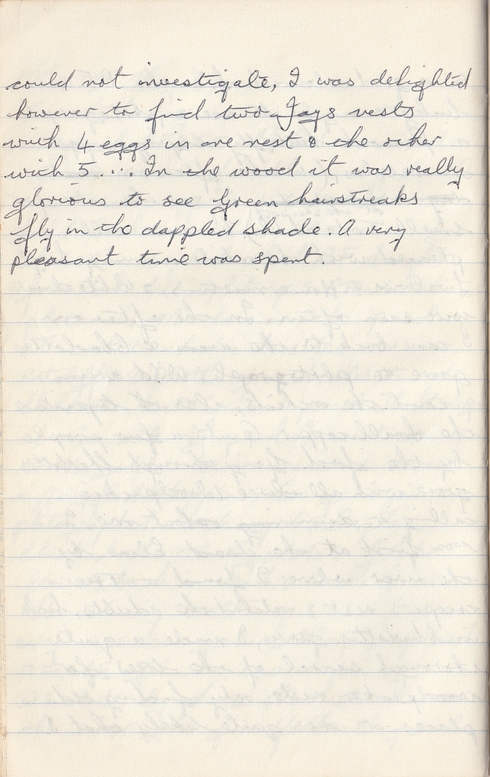 could not investigate, I was delighted
however to find two Jays nests
with 4 eggs in one nest & the other
with 5.... In the wood it was really
glorious to see Green hairstreaks
fly in the dappled shade. A very
pleasant time was spent.